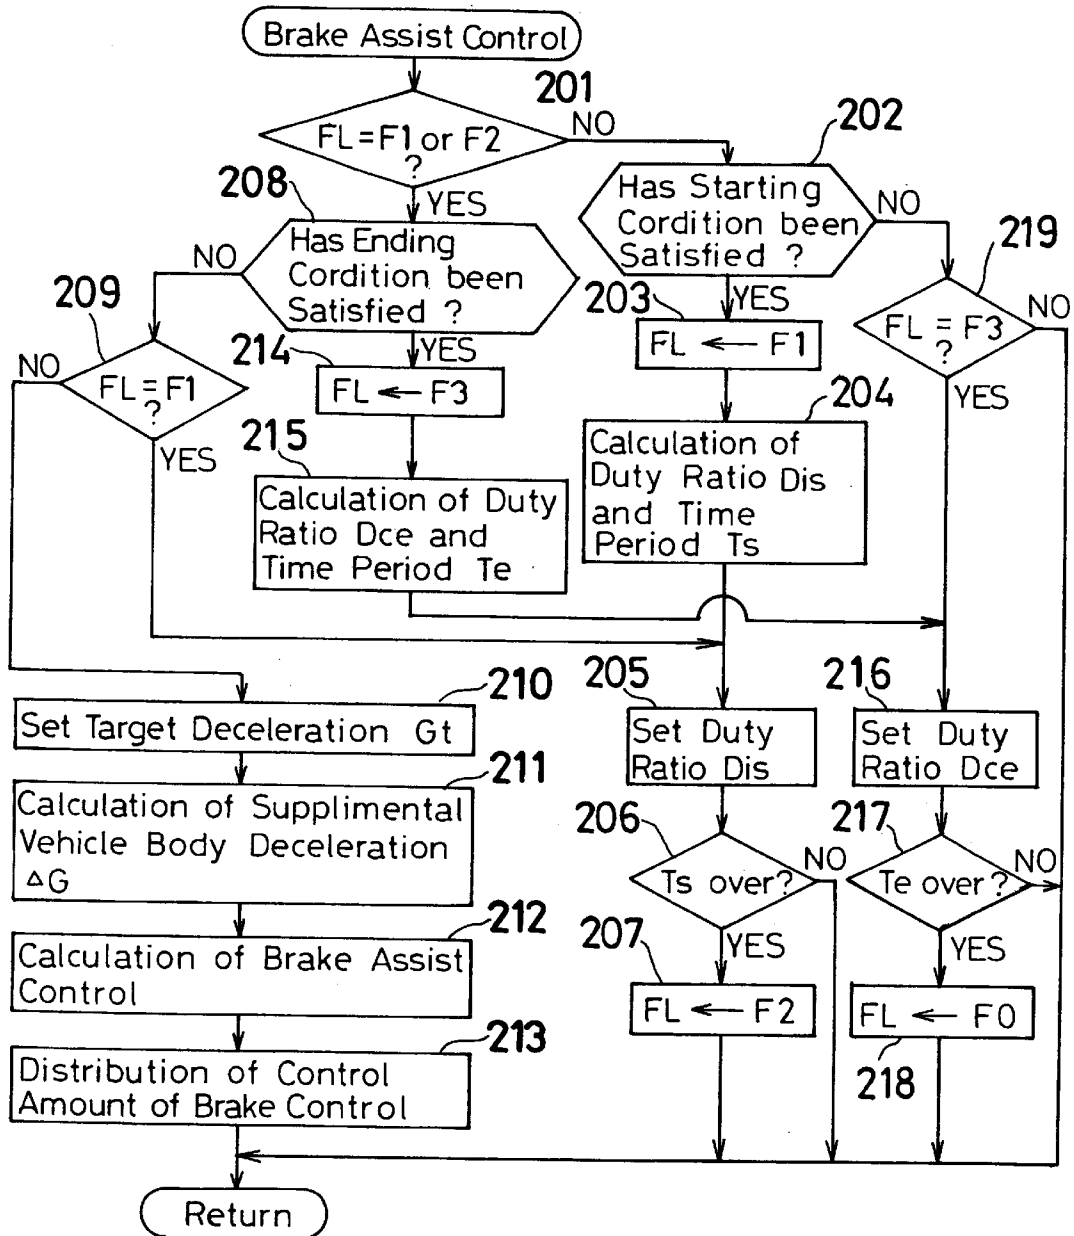 Brake Assist Control
201
FL=F1 or F2
?
NO
YES
202
Has Starting
Cordition been
Satisfied ?
NO
YES
208
Has Ending
Cordition been
Satisfied ?
NO
YES
219
FL = F3
?
NO
YES
203
FL ← F1
209
FL=F1
?
NO
YES
214
FL ← F3
204
Calculation of
Duty Ratio Dis
and Time
Period Ts
215
Calculation of Duty
Ratio Dce and
Time Period Te
210
Set Target Deceleration Gt
205
Set Duty
Ratio Dis
216
Set Duty
Ratio Dce
211
Calculation of Supplimental
Vehicle Body Deceleration
ΔG
206
Ts over?
NO
YES
217
Te over?
NO
YES
212
Calculation of Brake Assist
Control
207
FL ← F2
FL ← F0
218
213
Distribution of Control
Amount of Brake Control
Return